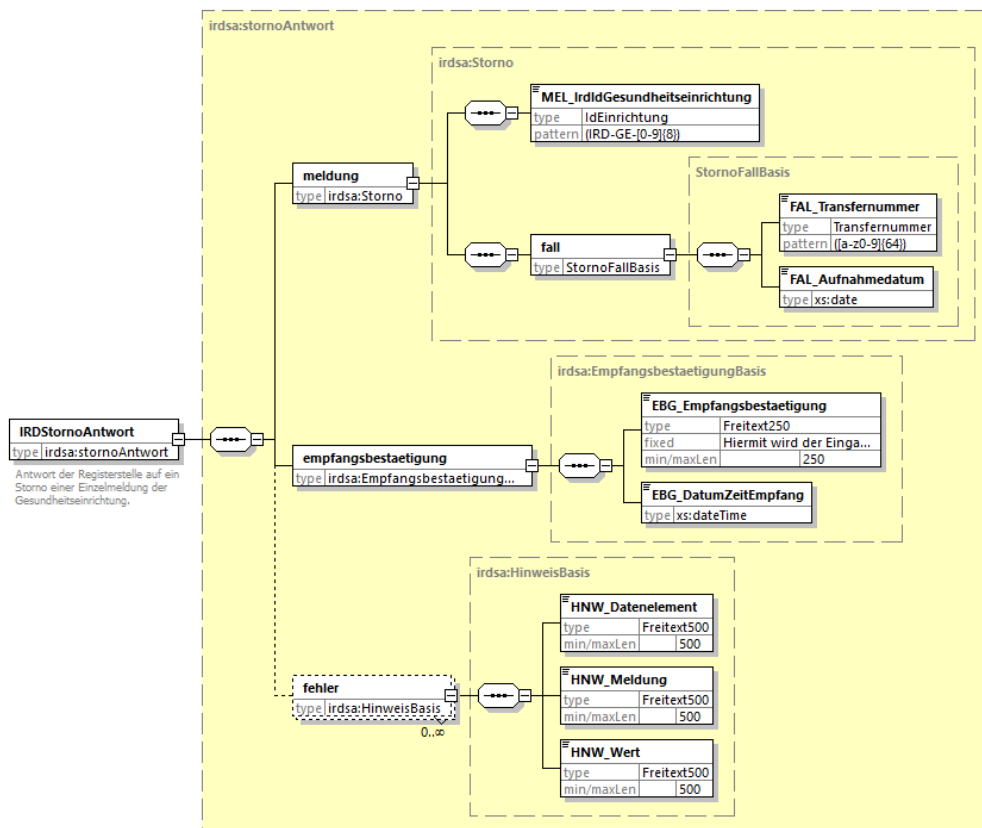 irdsa:stornoAntwort
irdsa:Storno
MEL_IrdIdGesundheitseinrichtung
type IdEinrichtung
pattern (IRD-GE-[0-9]{8})
meldung
type irdsa:Storno
StornoFallBasis
FAL_Transfernummer
type Transfernummer
pattern ([a-z0-9]{64})
fall
type StornoFallBasis
FAL_Aufnahmedatum
type xs:date
irdsa:EmpfangsbestaetigungBasis
EBG_Empfangsbestaetigung
type Freitext250
fixed Hiermit wird der Einga...
min/maxLen 250
IRDStornoAntwort
type irdsa:stornoAntwort
Antwort der Registerstelle auf ein
Storno einer Einzelmeldung der
Gesundheitseinrichtung.
empfangsbestaetigung
type irdsa:Empfangsbestaetigung...
EBG_DatumZeitEmpfang
type xs:dateTime
irdsa:HinweisBasis
HNW_Datenelement
type Freitext500
min/maxLen 500
fehler
type irdsa:HinweisBasis
0..∞
HNW_Meldung
type Freitext500
min/maxLen 500
HNW_Wert
type Freitext500
min/maxLen 500